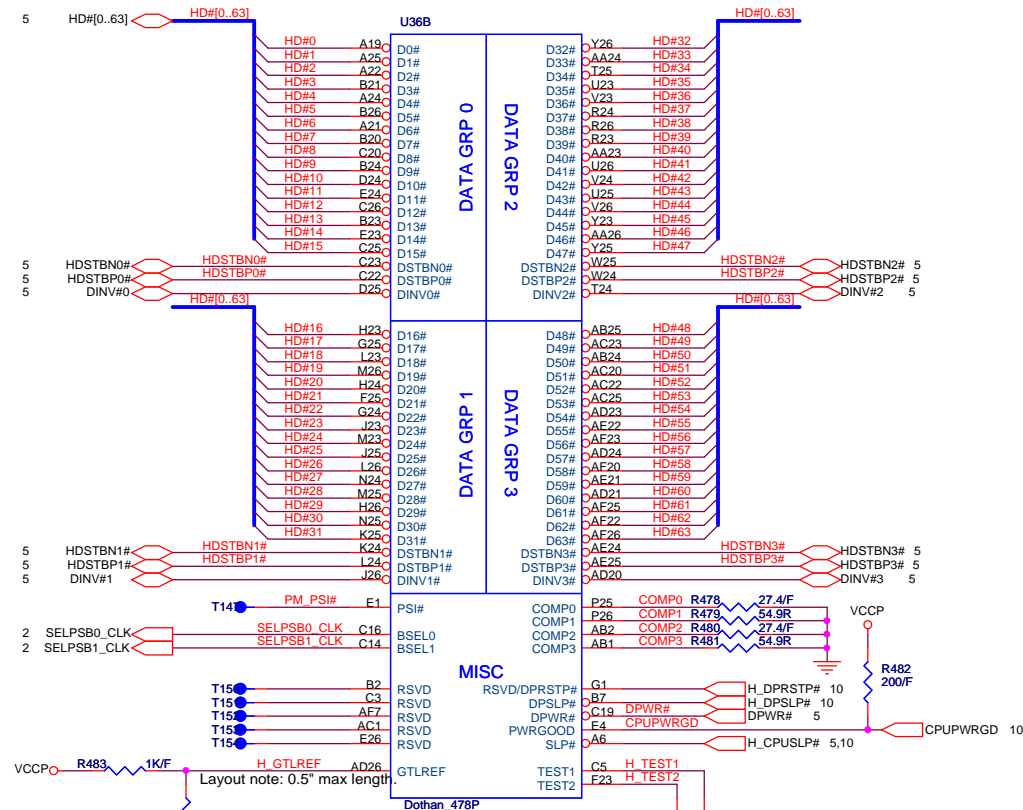 5 HD#[0..63] HD#[0..63] U36B HD#[0..63]
HD#0 A19 D0# D32# Y26 HD#32
HD#1 A25 D1# D33# AA24 HD#33
HD#2 A22 D2# D34# T25 HD#34
HD#3 B21 D3# D35# U23 HD#35
HD#4 A24 D4# D36# V23 HD#36
HD#5 B26 D5# D37# R24 HD#37
HD#6 A21 D6# D38# R26 HD#38
HD#7 B20 D7# D39# R23 HD#39
HD#8 C20 D8# D40# AA23 HD#40
HD#9 B24 D9# D41# U26 HD#41
HD#10 D24 D10# D42# V24 HD#42
HD#11 E24 D11# D43# U25 HD#43
HD#12 C26 D12# D44# V26 HD#44
HD#13 B23 D13# D45# Y23 HD#45
HD#14 E23 D14# D46# AA26 HD#46
HD#15 C25 D15# D47# Y25 HD#47
DATA GRP 0 DATA GRP 2
5 HDSTBN0# HDSTBN0# C23 DSTBN0# DSTBN2# W25 HDSTBN2# HDSTBN2# 5
5 HDSTBP0# HDSTBP0# C22 DSTBP0# DSTBP2# W24 HDSTBP2# HDSTBP2# 5
5 DINV#0 D25 DINV0# DINV2# T24 DINV#2 5
HD#[0..63] HD#[0..63]
HD#16 H23 D16# D48# AB25 HD#48
HD#17 G25 D17# D49# AC23 HD#49
HD#18 L23 D18# D50# AB24 HD#50
HD#19 M26 D19# D51# AC20 HD#51
HD#20 H24 D20# D52# AC22 HD#52
HD#21 F25 D21# D53# AC25 HD#53
HD#22 G24 D22# D54# AD23 HD#54
HD#23 J23 D23# D55# AE22 HD#55
HD#24 M23 D24# D56# AF23 HD#56
HD#25 J25 D25# D57# AD24 HD#57
HD#26 L26 D26# D58# AF20 HD#58
HD#27 N24 D27# D59# AE21 HD#59
HD#28 M25 D28# D60# AD21 HD#60
HD#29 H26 D29# D61# AF25 HD#61
HD#30 N25 D30# D62# AF22 HD#62
HD#31 K25 D31# D63# AF26 HD#63
DATA GRP 1 DATA GRP 3
5 HDSTBN1# HDSTBN1# K24 DSTBN1# DSTBN3# AE24 HDSTBN3# HDSTBN3# 5
5 HDSTBP1# HDSTBP1# L24 DSTBP1# DSTBP3# AE25 HDSTBP3# HDSTBP3# 5
5 DINV#1 J26 DINV1# DINV3# AD20 DINV#3 5
T147 PM_PSI# E1 PSI# COMP0 P25 COMP0 R478 27.4/F
COMP1 P26 COMP1 R479 54.9R VCCP
2 SELPSB0_CLK SELPSB0_CLK C16 BSEL0 COMP2 AB2 COMP2 R480 27.4/F
2 SELPSB1_CLK SELPSB1_CLK C14 BSEL1 COMP3 AB1 COMP3 R481 54.9R
MISC
R482
200/F
B2 RSVD RSVD/DPRSTP# G1 H_DPRSTP# 10
T151 C3 RSVD DPSLP# B7 H_DPSLP# 10
T152 AF7 RSVD DPWR# C19 DPWR# DPWR# 5
T153 AC1 RSVD PWRGOOD E4 CPUPWRGD CPUPWRGD 10
T154 E26 RSVD SLP# A6 H_CPUSLP# 5,10
VCCP R483 1K/F H_GTLREF AD26 GTLREF TEST1 C5 H_TEST1
Layout note: 0.5" max length. TEST2 F23 H_TEST2
Dothan_478P